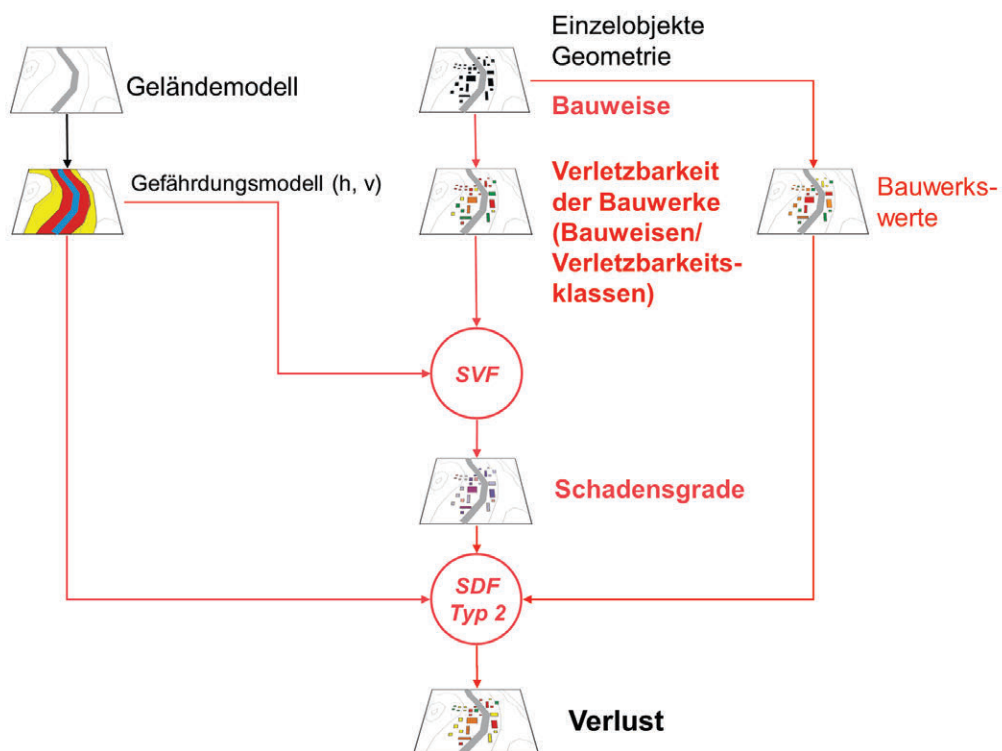 Geländemodell
Einzelobjekte
Geometrie
Bauweise
Gefährdungsmodell (h, v)
Verletzbarkeit
der Bauwerke
(Bauweisen/
Verletzbarkeits-
klassen)
Bauwerks-
werte
SVF
Schadensgrade
SDF
Typ 2
Verlust